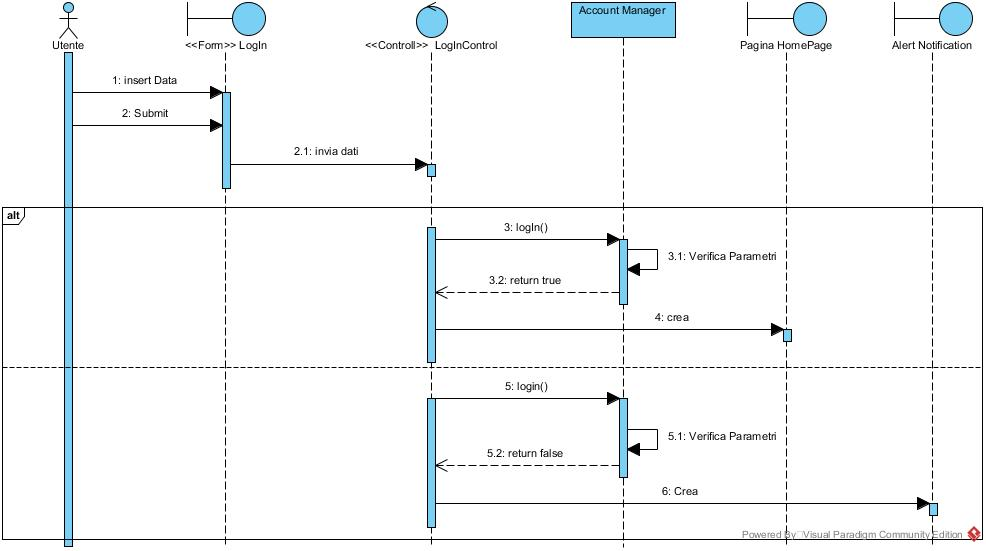 Account Manager
Utente
<<Form>> LogIn
<<Controll>> LogInControl
Pagina HomePage
Alert Notification
1: insert Data
2: Submit
2.1: invia dati
alt
3: logIn()
3.1: Verifica Parametri
3.2: return true
4: crea
5: login()
5.1: Verifica Parametri
5.2: return false
6: Crea
Powered By Visual Paradigm Community Edition